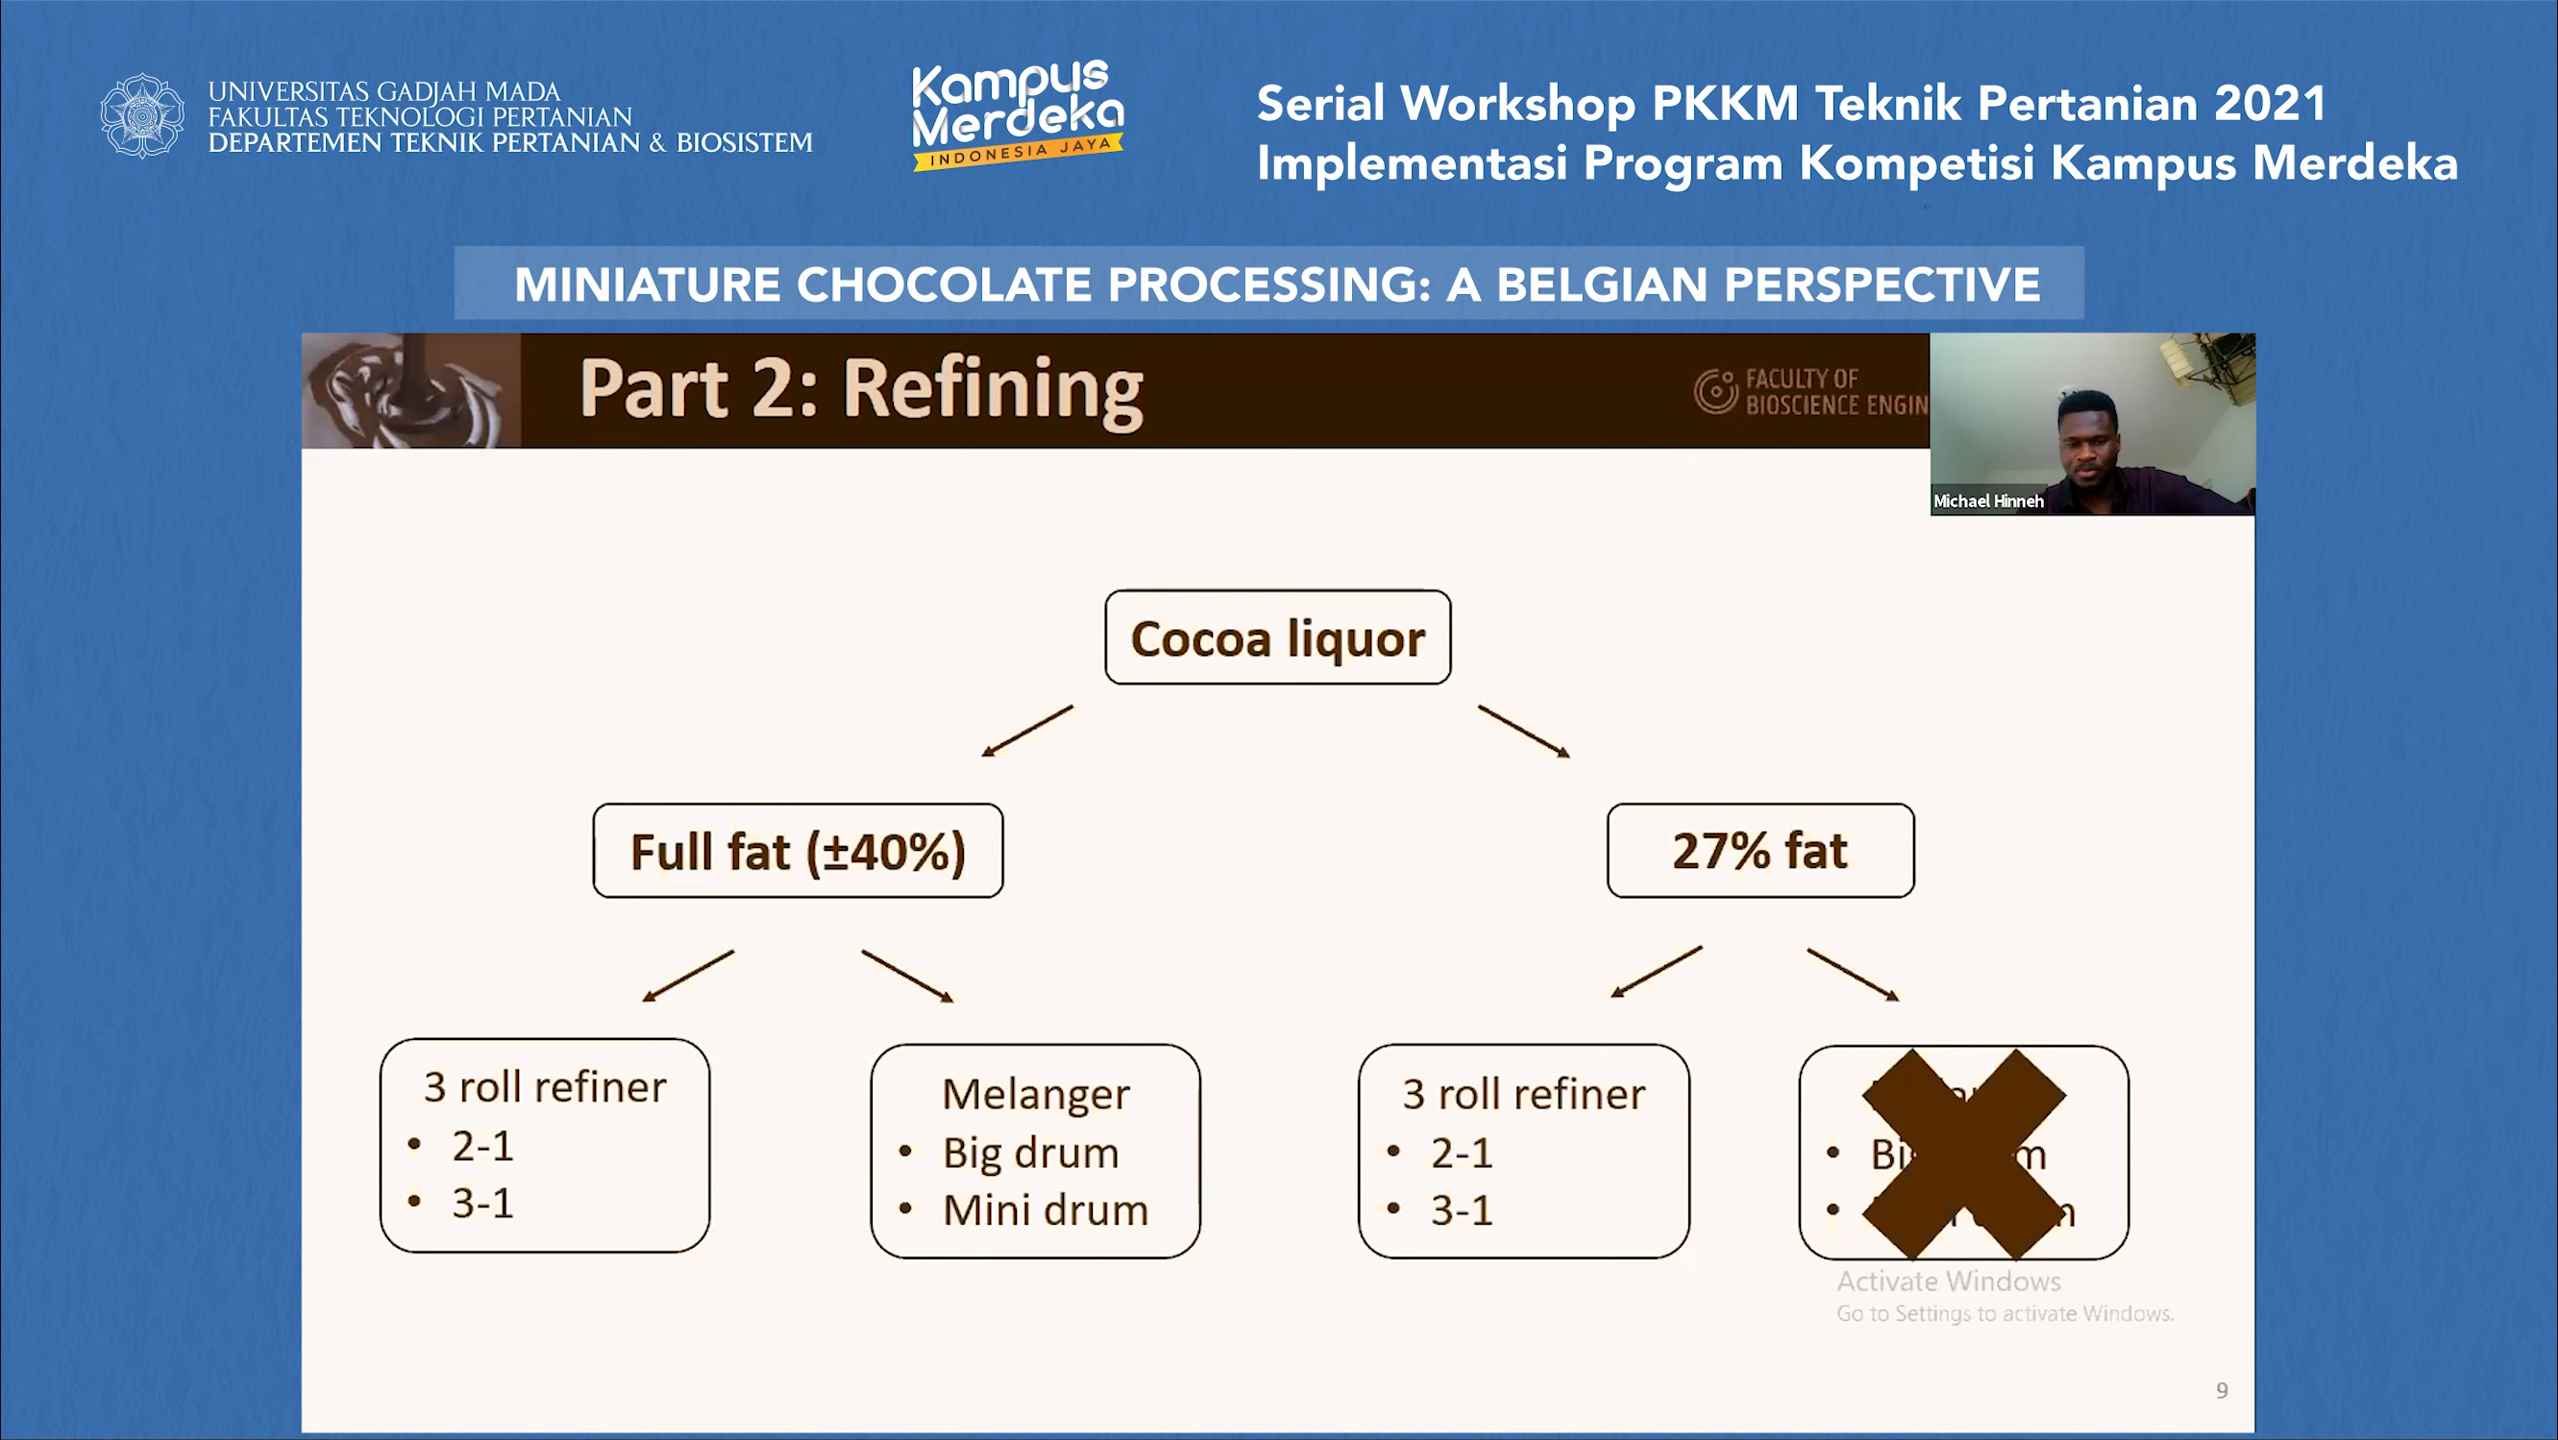 UNIVERSITAS GADJAH MADA
FAKULTAS TEKNOLOGI PERTANIAN
DEPARTEMEN TEKNIK PERTANIAN & BIOSISTEM
Kampus
Merdeka
INDONESIA JAYA
Serial Workshop PKKM Teknik Pertanian 2021
Implementasi Program Kompetisi Kampus Merdeka
MINIATURE CHOCOLATE PROCESSING: A BELGIAN PERSPECTIVE
Part 2: Refining
FACULTY OF
BIOSCIENCE ENGIN
Michael Hinneh
Cocoa liquor
Full fat (±40%)
27% fat
3 roll refiner
• 2-1
• 3-1
Melanger
• Big drum
• Mini drum
3 roll refiner
• 2-1
• 3-1
Activate Windows
Go to Settings to activate Windows.
9